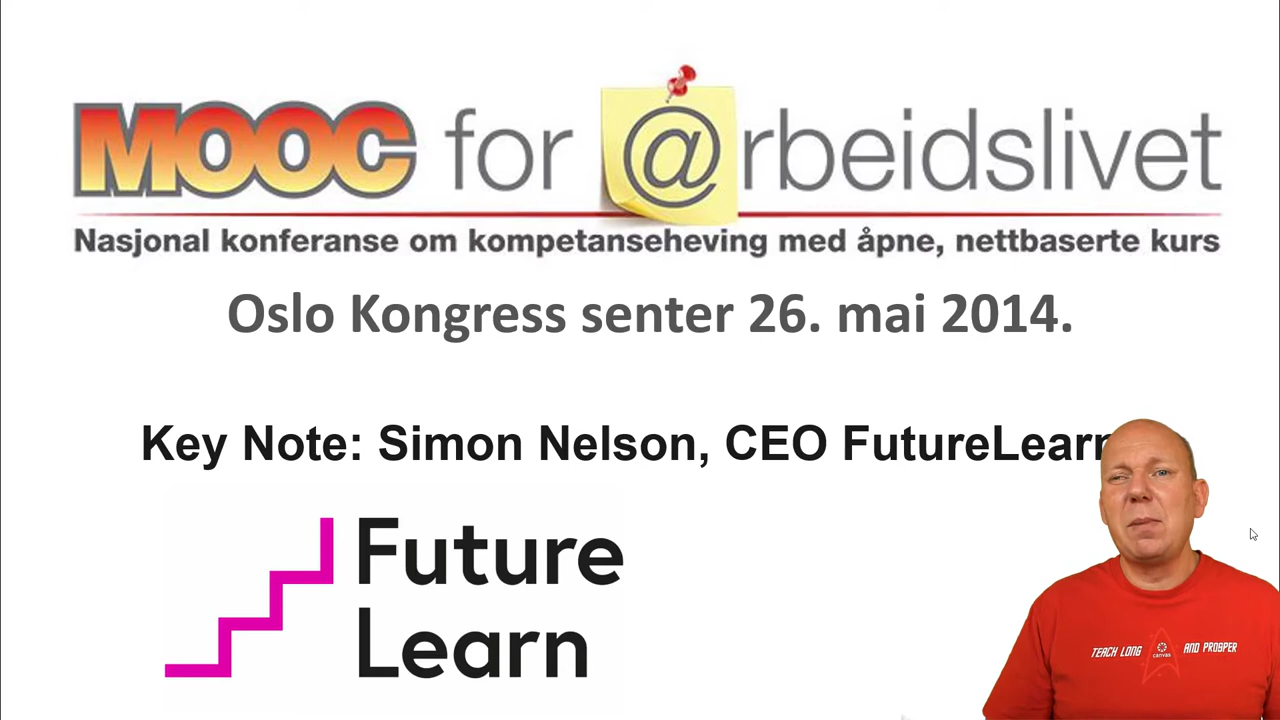 MOOC for @rbeidslivet
Nasjonal konferanse om kompetanseheving med åpne, nettbaserte kurs
Oslo Kongress senter 26. mai 2014.
Key Note: Simon Nelson, CEO FutureLearn
Future
Learn
TEACH LONG AND PROSPER
canvas